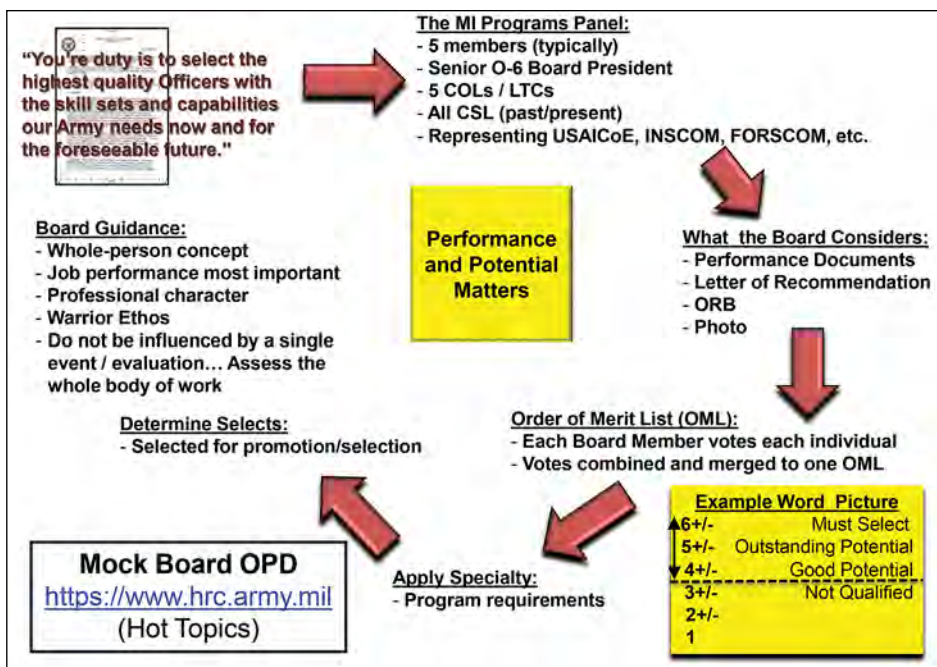 "You're duty is to select the
highest quality Officers with
the skill sets and capabilities
our Army needs now and for
the foreseeable future."
The MI Programs Panel:
- 5 members (typically)
- Senior O-6 Board President
- 5 COLs / LTCs
- All CSL (past/present)
- Representing USAICoE, INSCOM, FORSCOM, etc.
Performance
and Potential
Matters
What the Board Considers:
- Performance Documents
- Letter of Recommendation
- ORB
- Photo
Order of Merit List (OML):
- Each Board Member votes each individual
- Votes combined and merged to one OML
Example Word Picture
6+/- Must Select
5+/- Outstanding Potential
4+/- Good Potential
3+/- Not Qualified
2+/-
1
Apply Specialty:
- Program requirements
Determine Selects:
- Selected for promotion/selection
Board Guidance:
- Whole-person concept
- Job performance most important
- Professional character
- Warrior Ethos
- Do not be influenced by a single
event / evaluation... Assess the
whole body of work
Mock Board OPD
https://www.hrc.army.mil
(Hot Topics)